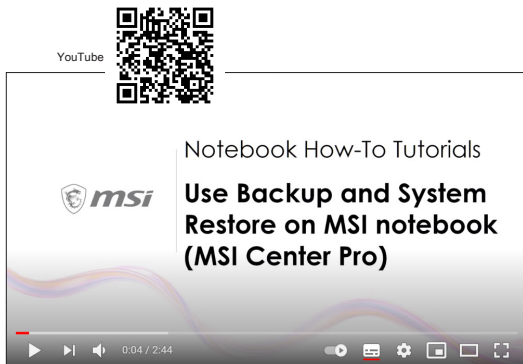 YouTube
Notebook How-To Tutorials
msi
Use Backup and System
Restore on MSI notebook
(MSI Center Pro)
0:04 / 2:44